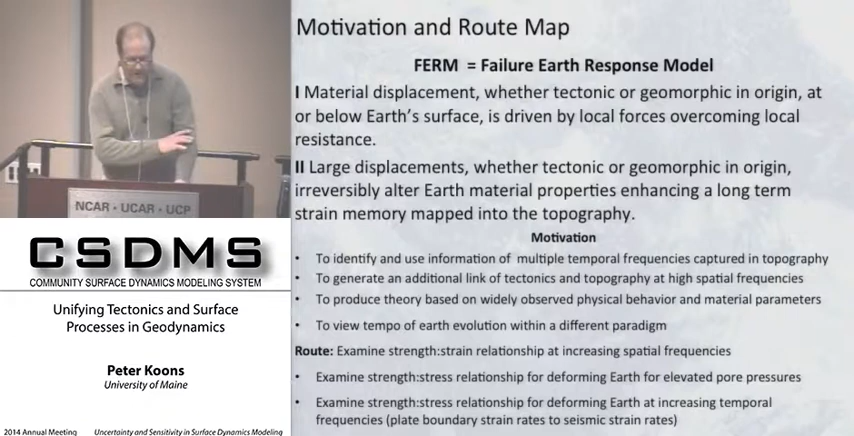 NCAR • UCAR • UCP
CSDMS
COMMUNITY SURFACE DYNAMICS MODELING SYSTEM
Unifying Tectonics and Surface
Processes in Geodynamics
Peter Koons
University of Maine
2014 Annual Meeting
Uncertainty and Sensitivity in Surface Dynamics Modeling
Motivation and Route Map
FERM = Failure Earth Response Model
I Material displacement, whether tectonic or geomorphic in origin, at
or below Earth's surface, is driven by local forces overcoming local
resistance.
II Large displacements, whether tectonic or geomorphic in origin,
irreversibly alter Earth material properties enhancing a long term
strain memory mapped into the topography.
Motivation
• To identify and use information of multiple temporal frequencies captured in topography
• To generate an additional link of tectonics and topography at high spatial frequencies
• To produce theory based on widely observed physical behavior and material parameters
• To view tempo of earth evolution within a different paradigm
Route: Examine strength:strain relationship at increasing spatial frequencies
• Examine strength:stress relationship for deforming Earth for elevated pore pressures
• Examine strength:stress relationship for deforming Earth at increasing temporal
frequencies (plate boundary strain rates to seismic strain rates)